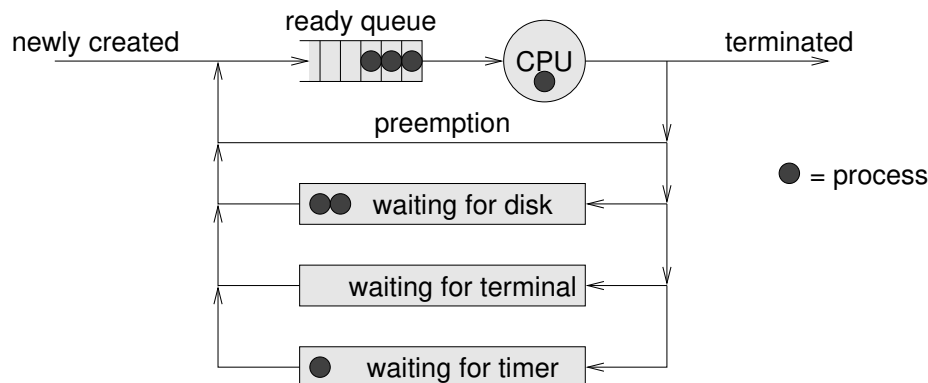 ready queue
newly created
CPU
terminated
preemption
= process
waiting for disk
waiting for terminal
waiting for timer